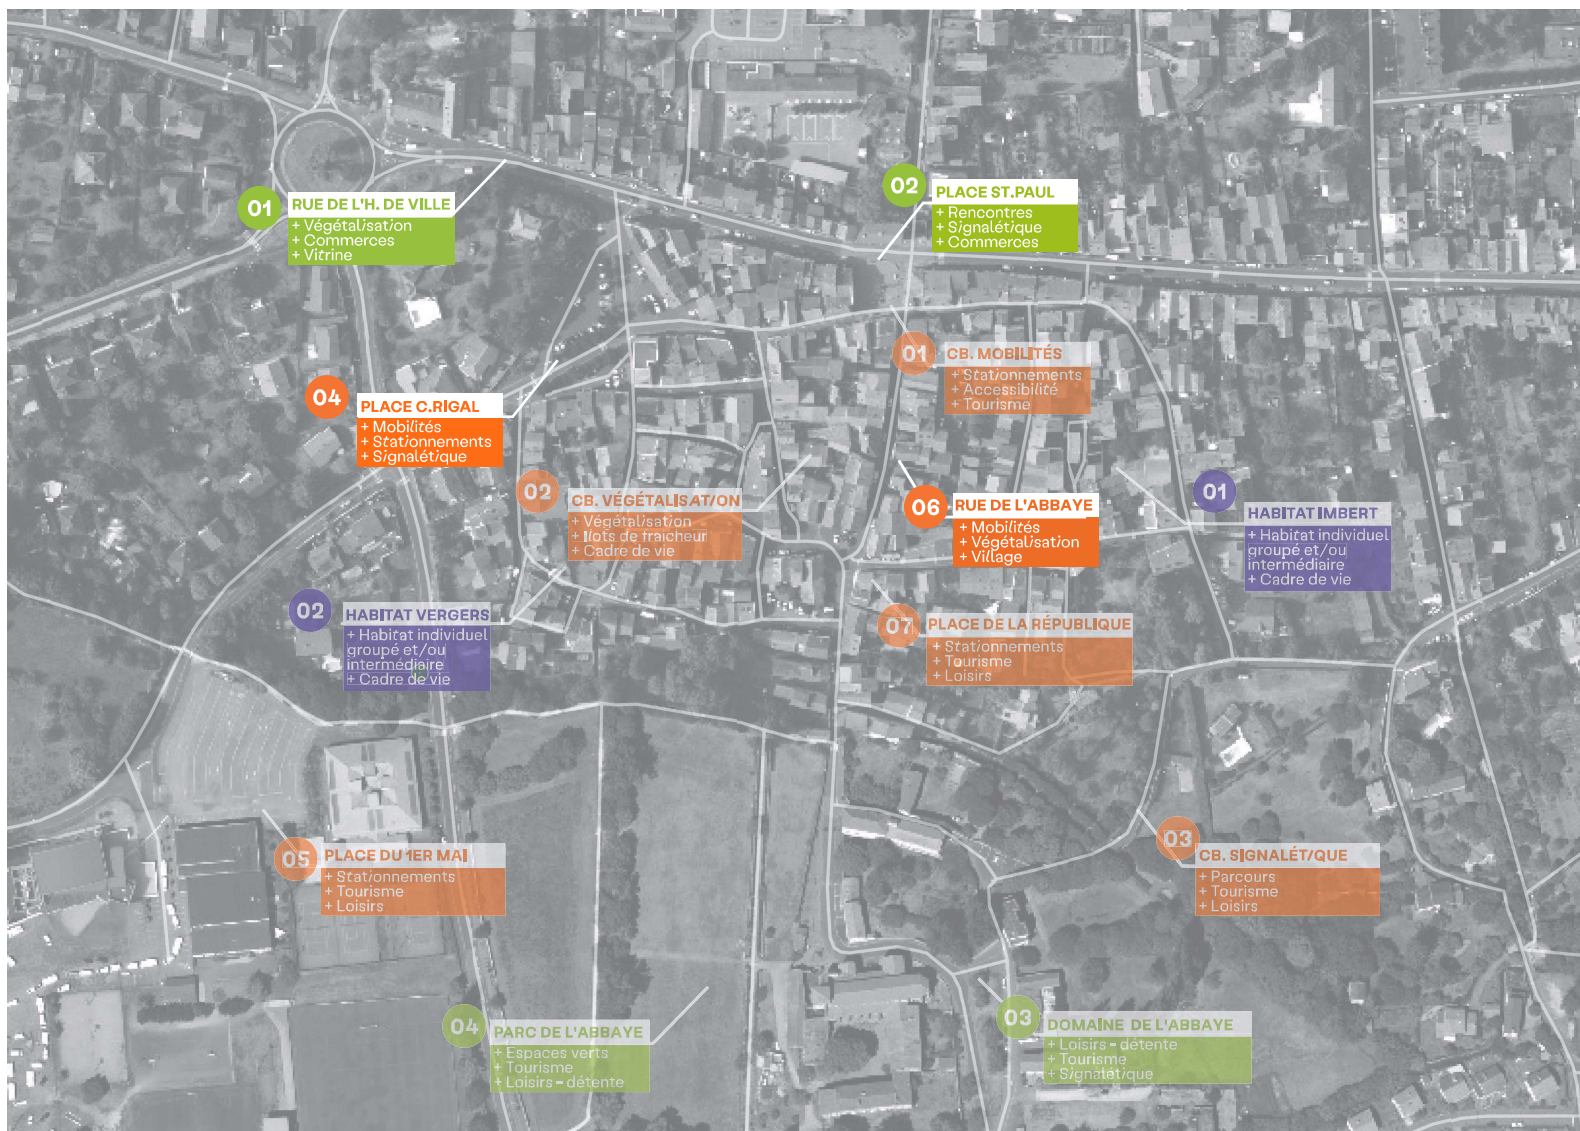 01
RUE DE L'H. DE VILLE
+ Végétalisation
+ Commerces
+ Vitrine
02
PLACE ST.PAUL
+ Rencontres
+ Signalétique
+ Commerces
01
CB. MOBILITÉS
+ Stationnements
+ Accessibilité
+ Tourisme
04
PLACE C.RIGAL
+ Mobilités
+ Stationnements
+ Signalétique
02
CB. VÉGÉTALISATION
+ Végétalisation
+ Ilots de fraicheur
+ Cadre de vie
06
RUE DE L'ABBAYE
+ Mobilités
+ Végétalisation
+ Village
01
HABITAT IMBERT
+ Habitat individuel
groupé et/ou
intermédiaire
+ Cadre de vie
02
HABITAT VERGERS
+ Habitat individuel
groupé et/ou
intermédiaire
+ Cadre de vie
07
PLACE DE LA RÉPUBLIQUE
+ Stationnements
+ Tourisme
+ Loisirs
05
PLACE DU 1ER MAI
+ Stationnements
+ Tourisme
+ Loisirs
03
CB. SIGNALÉTIQUE
+ Parcours
+ Tourisme
+ Loisirs
04
PARC DE L'ABBAYE
+ Espaces verts
+ Tourisme
+ Loisirs - détente
03
DOMAINE DE L'ABBAYE
+ Loisirs - détente
+ Tourisme
+ Signalétique